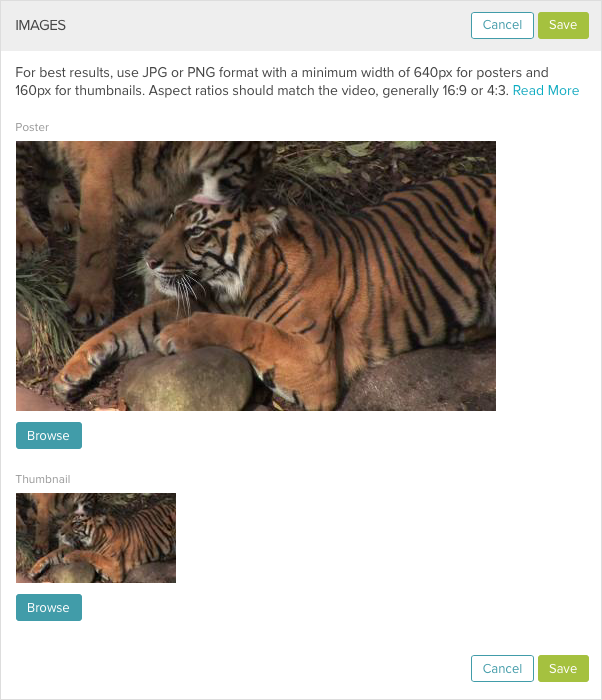 IMAGES
Cancel
Save
For best results, use JPG or PNG format with a minimum width of 640px for posters and
160px for thumbnails. Aspect ratios should match the video, generally 16:9 or 4:3. Read More
Poster
Browse
Thumbnail
Browse
Cancel
Save